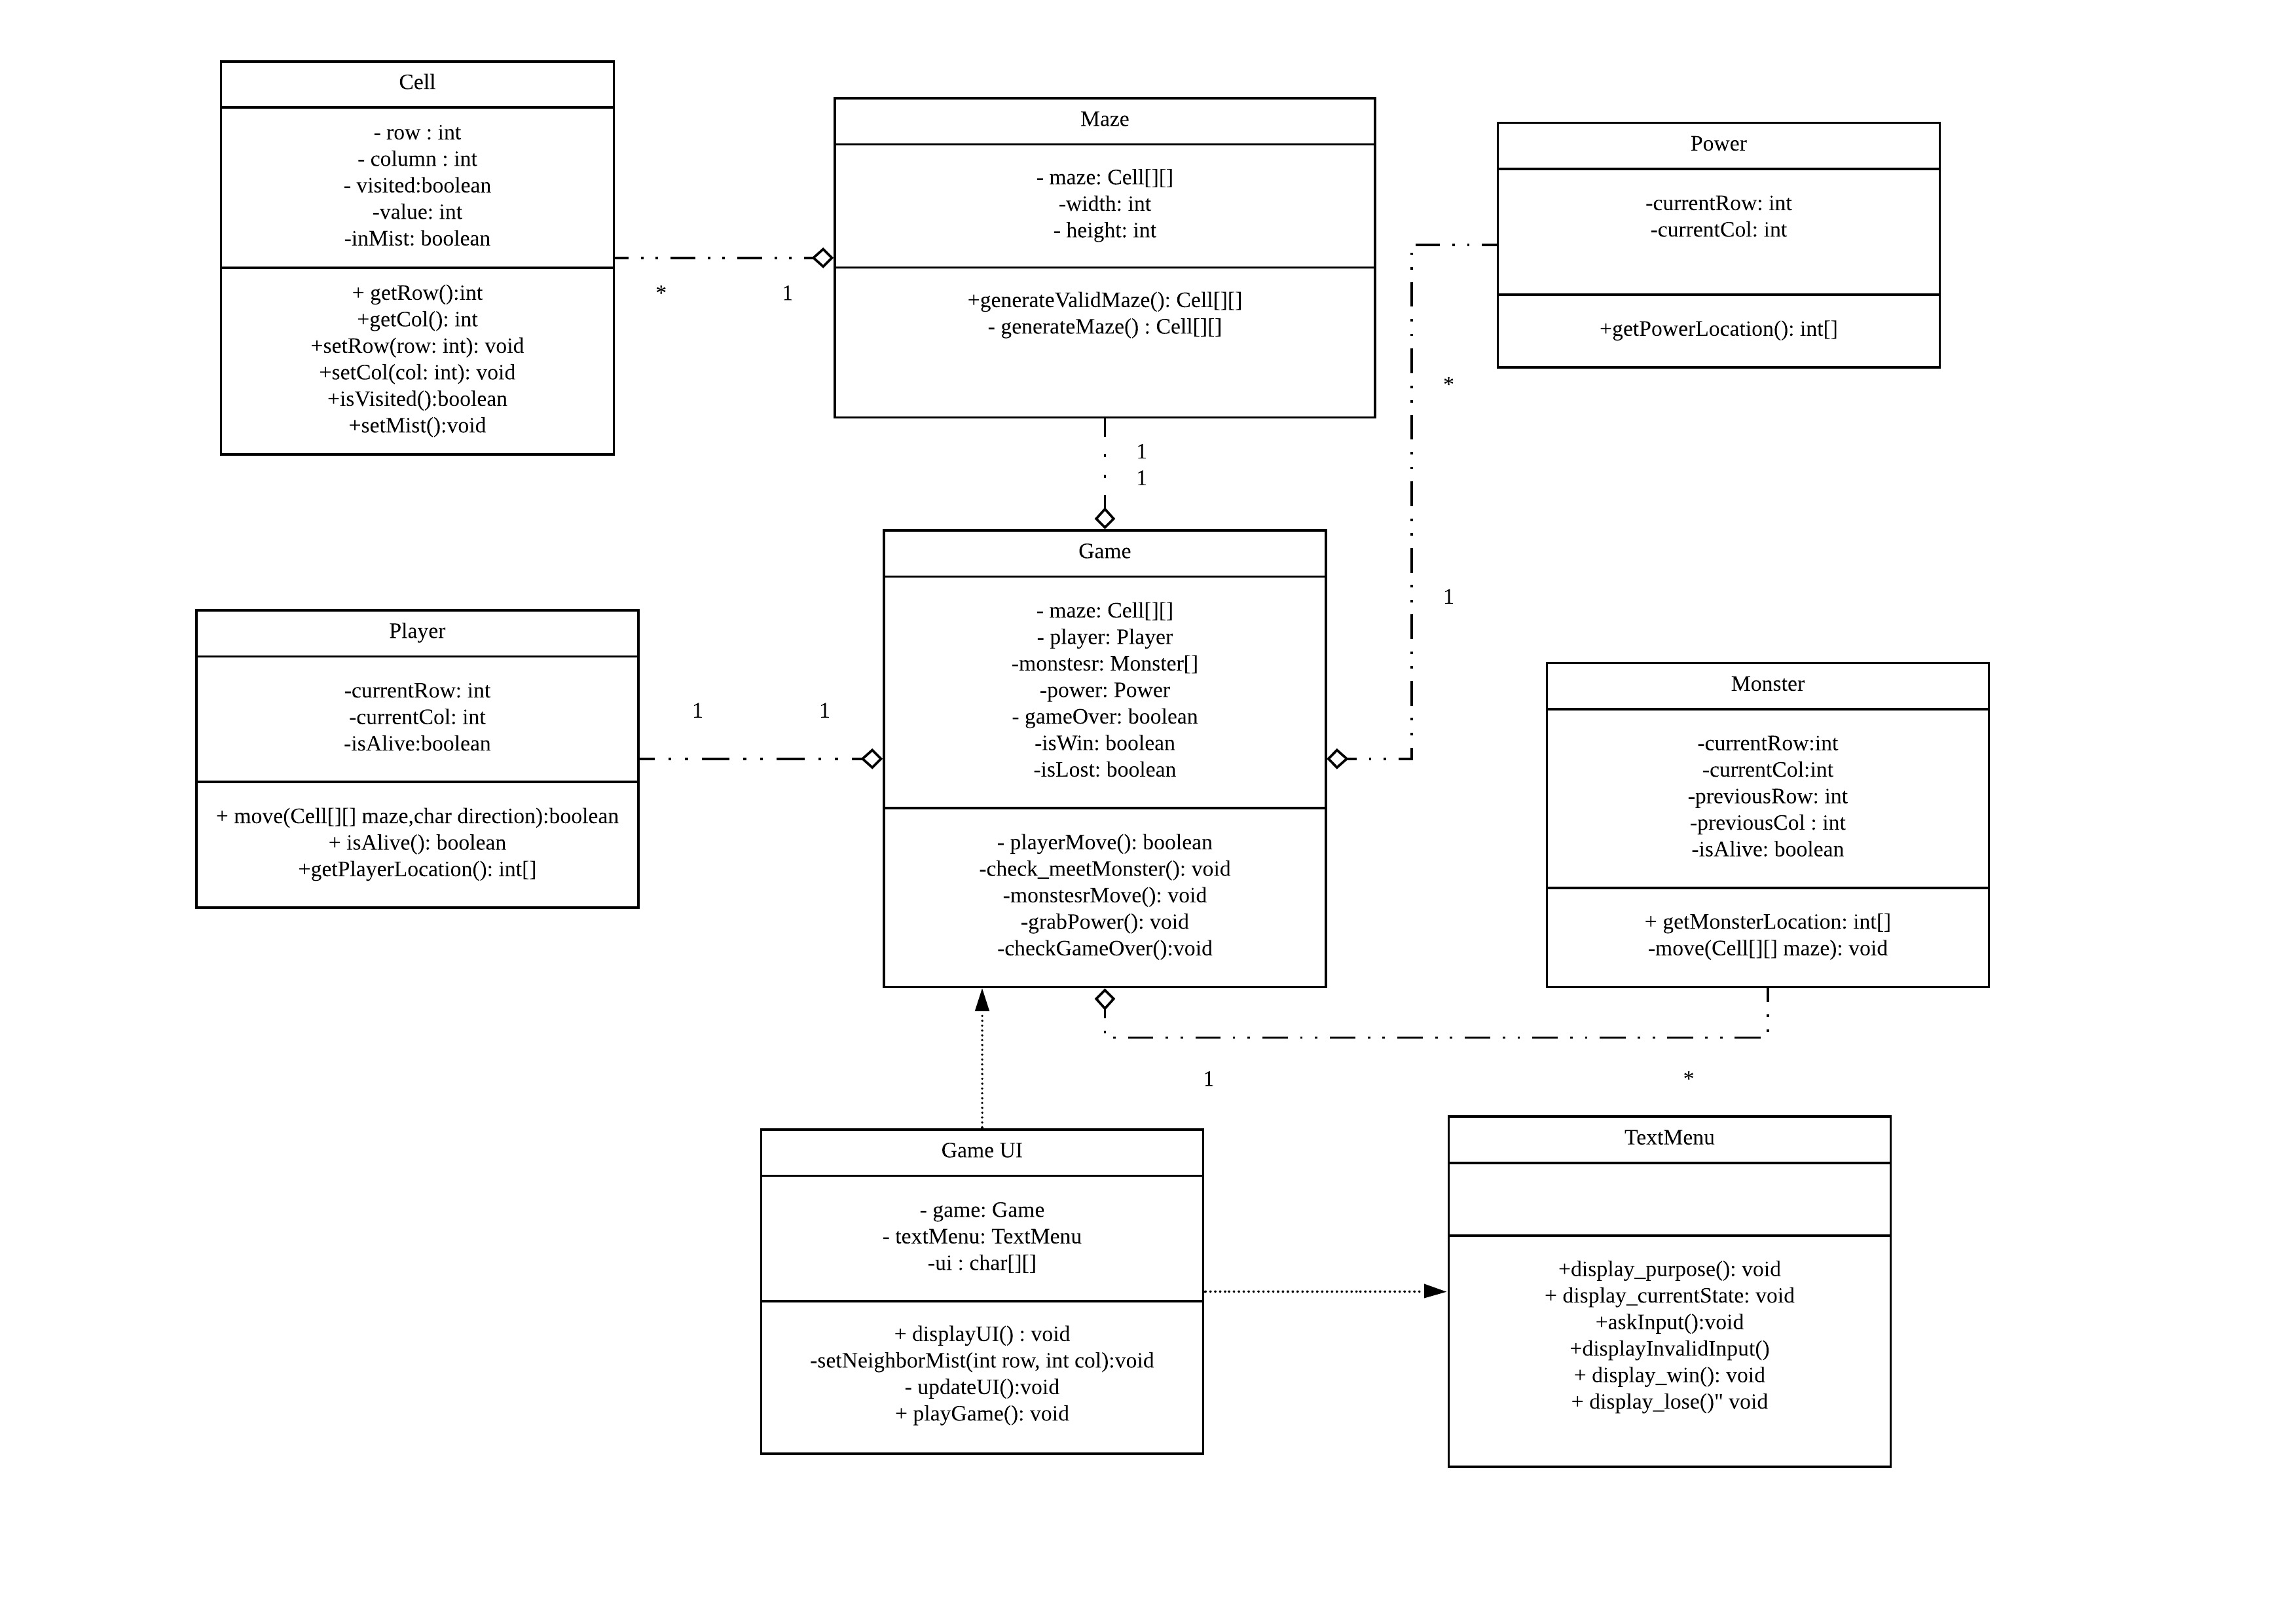 Cell
- row : int
- column : int
- visited:boolean
-value: int
-inMist: boolean
+ getRow():int
+getCol(): int
+setRow(row: int): void
+setCol(col: int): void
+isVisited():boolean
+setMist():void
*
1
Maze
- maze: Cell[][]
-width: int
- height: int
+generateValidMaze(): Cell[][]
- generateMaze() : Cell[][]
1
1
Power
-currentRow: int
-currentCol: int
+getPowerLocation(): int[]
*
1
Player
-currentRow: int
-currentCol: int
-isAlive:boolean
+ move(Cell[][] maze,char direction):boolean
+ isAlive(): boolean
+getPlayerLocation(): int[]
1
1
Game
- maze: Cell[][]
- player: Player
-monstesr: Monster[]
-power: Power
- gameOver: boolean
-isWin: boolean
-isLost: boolean
- playerMove(): boolean
-check_meetMonster(): void
-monstesrMove(): void
-grabPower(): void
-checkGameOver():void
Monster
-currentRow:int
-currentCol:int
-previousRow: int
-previousCol : int
-isAlive: boolean
+ getMonsterLocation: int[]
-move(Cell[][] maze): void
1
*
Game UI
- game: Game
- textMenu: TextMenu
-ui : char[][]
+ displayUI() : void
-setNeighborMist(int row, int col):void
- updateUI():void
+ playGame(): void
TextMenu
+display_purpose(): void
+ display_currentState: void
+askInput():void
+displayInvalidInput()
+ display_win(): void
+ display_lose()" void